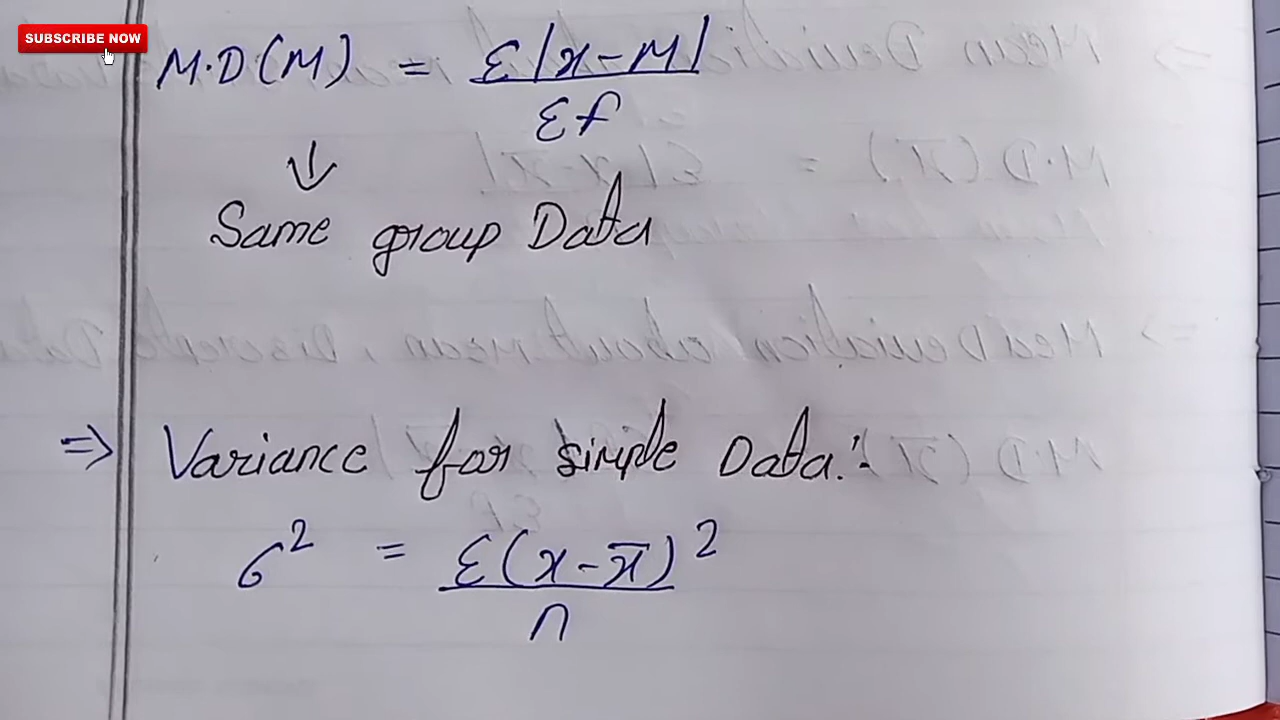 SUBSCRIBE NOW
M.D(M) = Σ|x-M|
Σf
↓
Same group Data
⇒ Variance for simple Data:
σ² = Σ(x-x̄)²
n